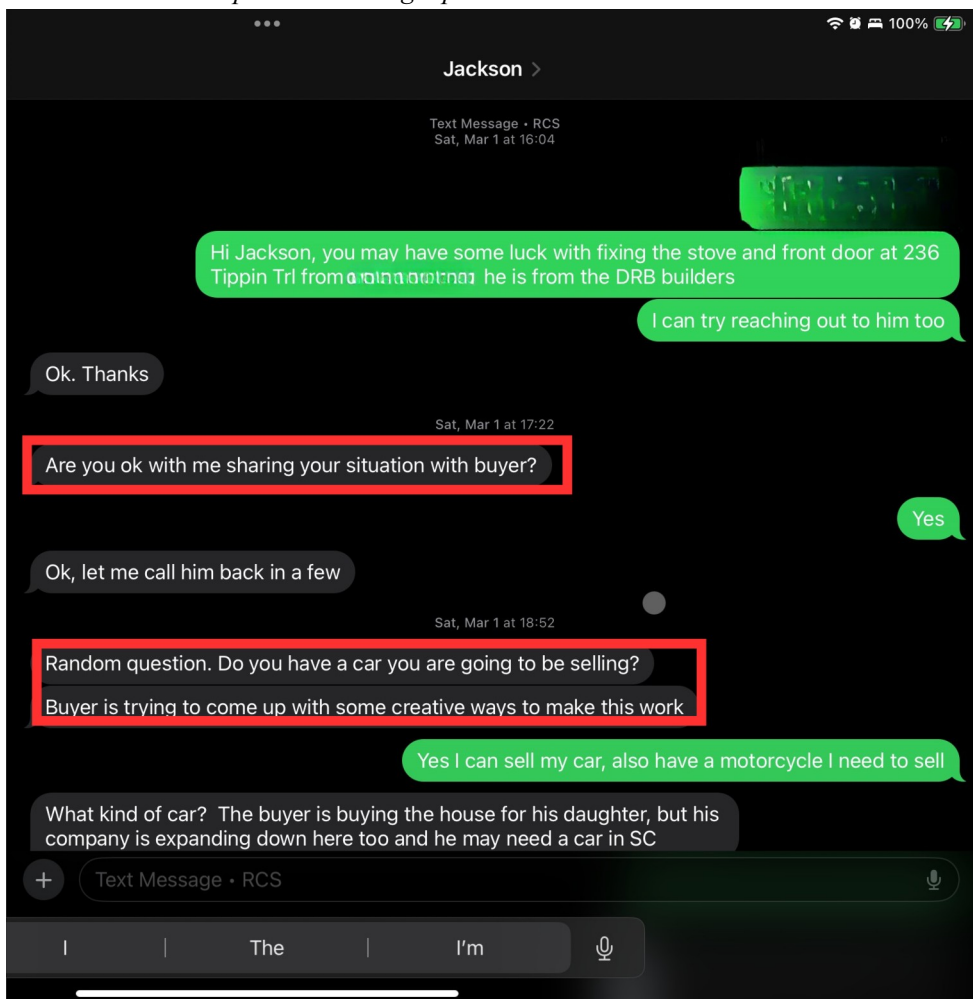 100%
Jackson >
Text Message • RCS
Sat, Mar 1 at 16:04
Hi Jackson, you may have some luck with fixing the stove and front door at 236
Tippin Trl from he is from the DRB builders
I can try reaching out to him too
Ok. Thanks
Sat, Mar 1 at 17:22
Are you ok with me sharing your situation with buyer?
Yes
Ok, let me call him back in a few
Sat, Mar 1 at 18:52
Random question. Do you have a car you are going to be selling?
Buyer is trying to come up with some creative ways to make this work
Yes I can sell my car, also have a motorcycle I need to sell
What kind of car? The buyer is buying the house for his daughter, but his
company is expanding down here too and he may need a car in SC
+ Text Message • RCS
I | The | I'm